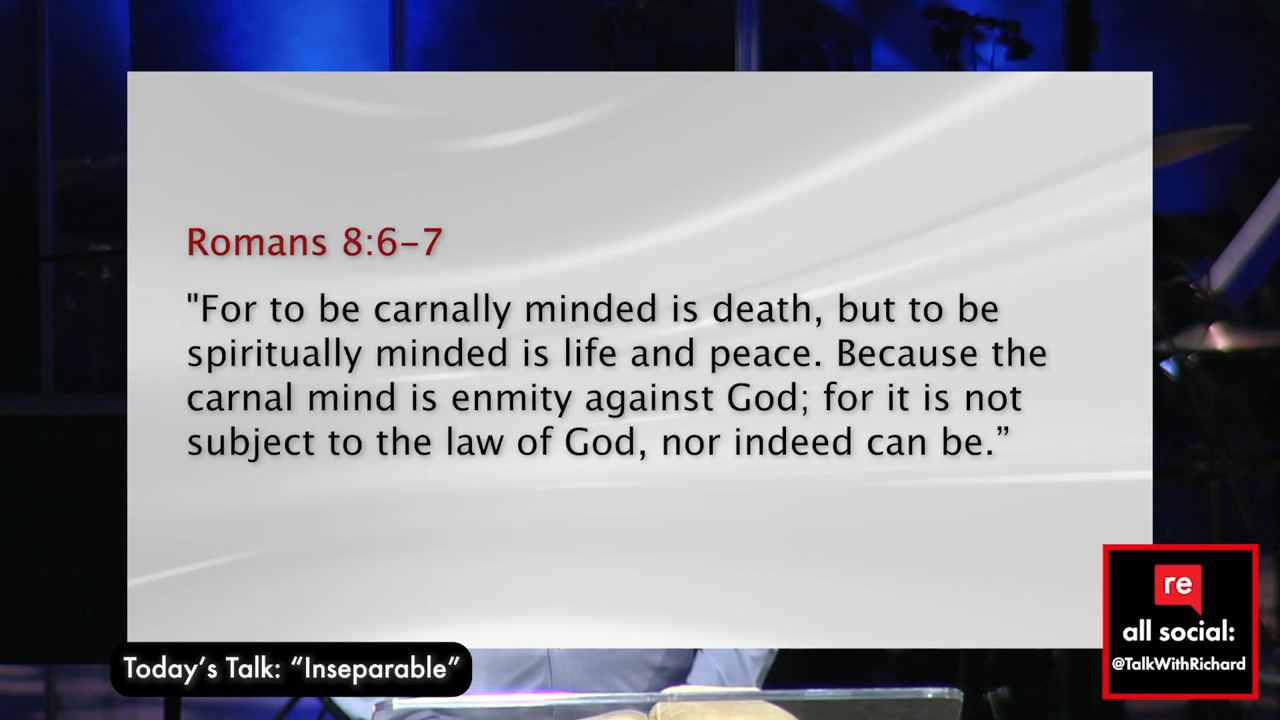 Romans 8:6–7
"For to be carnally minded is death, but to be
spiritually minded is life and peace. Because the
carnal mind is enmity against God; for it is not
subject to the law of God, nor indeed can be.”
Today’s Talk: “Inseparable”
re
all social:
@TalkWithRichard